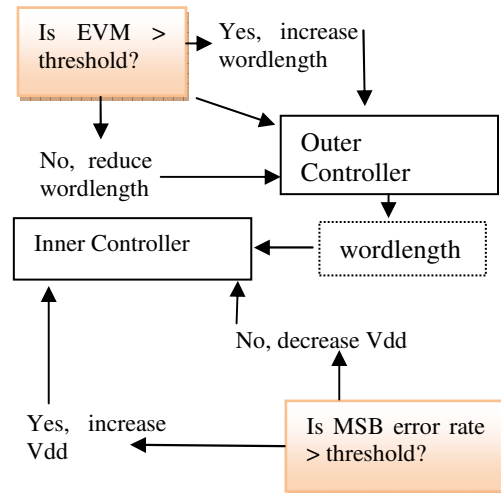 Is EVM >
threshold?
Yes, increase
wordlength
Outer
Controller
No, reduce
wordlength
wordlength
Inner Controller
No, decrease Vdd
Yes, increase
Vdd
Is MSB error rate
> threshold?